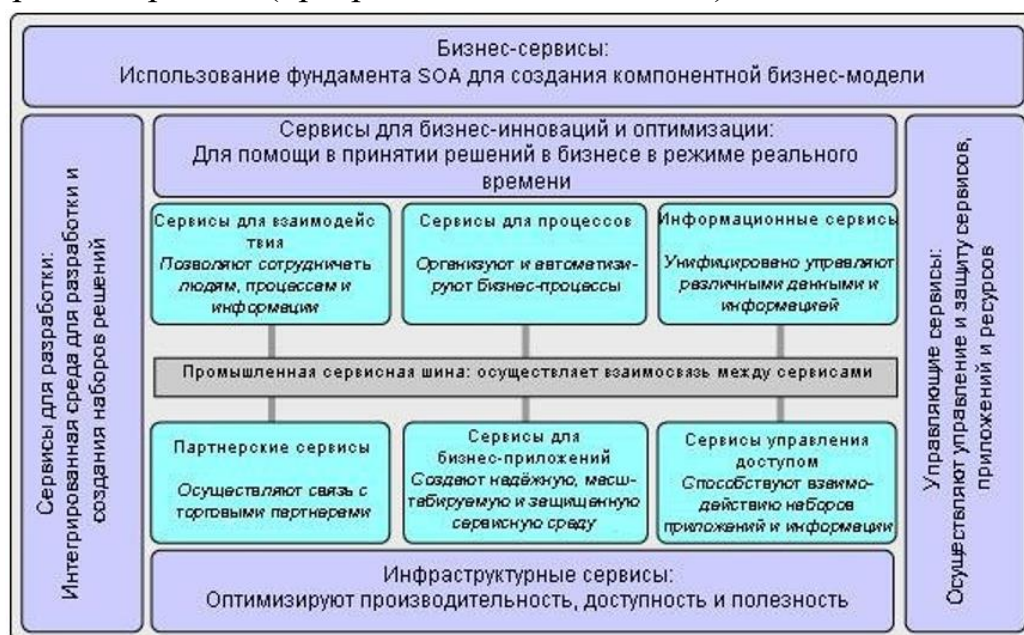 Бизнес-сервисы:
Использование фундамента SOA для создания компонентной бизнес-модели
Сервисы для разработки:
Интегрированная среда для разработки и
создания наборов решений
Сервисы для бизнес-инноваций и оптимизации:
Для помощи в принятии решений в бизнесе в режиме реального
времени
Сервисы для взаимодейс
твия
Позволяют сотрудничать
людям, процессам и
информации
Сервисы для процессов
Организуют и автоматизи-
руют бизнес-процессы
Информационные сервисы
Унифицировано управляют
различными данными и
информацией
Промышленная сервисная шина: осуществляет взаимосвязь между сервисами
Партнерские сервисы
Осуществляют связь с
торговыми партнерами
Сервисы для
бизнес-приложений
Создают надёжную, масш-
табируемую и защищенную
сервисную среду
Сервисы управления
доступом
Способствуют взаимо-
действию наборов
приложений и информации
Инфраструктурные сервисы:
Оптимизируют производительность, доступность и полезность
Управляющие сервисы:
Осуществляют управление и защиту сервисов,
приложений и ресурсов